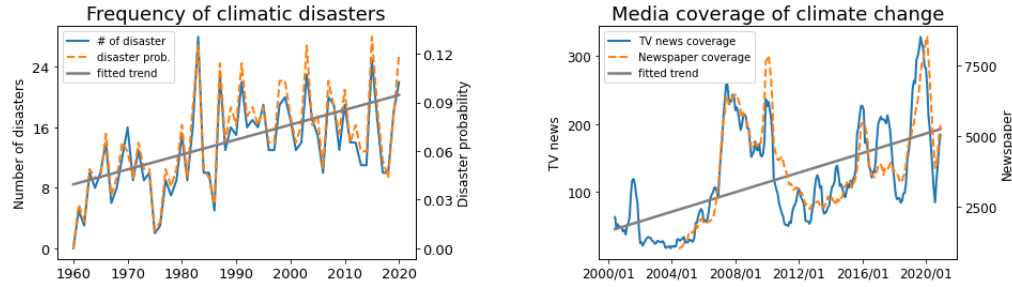 Frequency of climatic disasters
# of disaster
disaster prob.
fitted trend
Number of disasters
24
16
8
0
0.12
0.09
0.06
0.03
0.00
Disaster probability
1960 1970 1980 1990 2000 2010 2020
Media coverage of climate change
TV news coverage
Newspaper coverage
fitted trend
TV news
300
200
100
7500
5000
2500
Newspaper
2000/01 2004/01 2008/01 2012/01 2016/01 2020/01